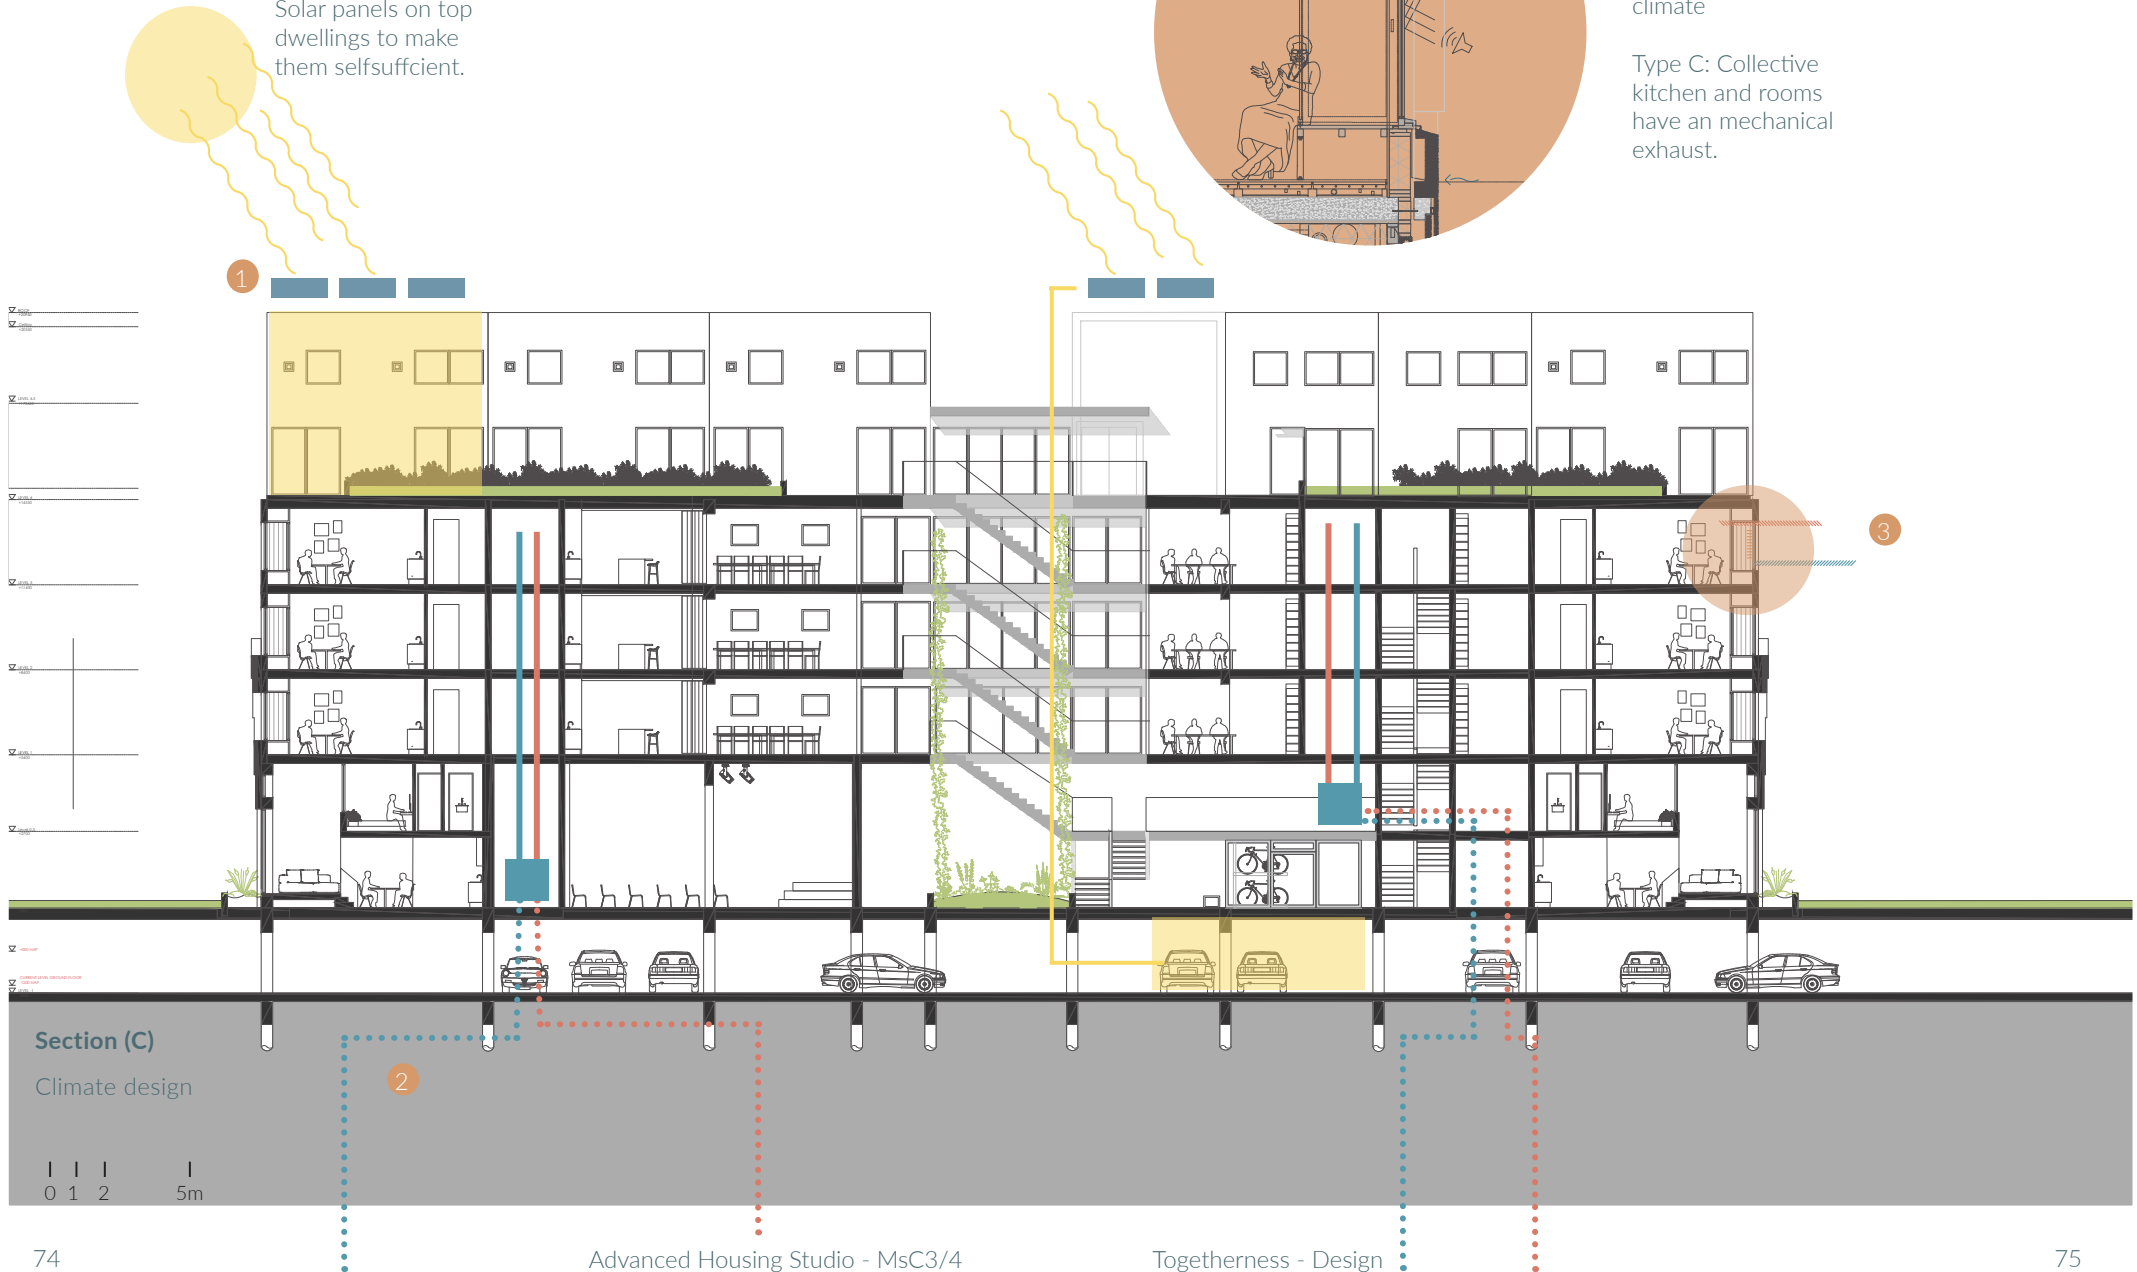 Solar panels on top
dwellings to make
them selfsuffcient.
climate
Type C: Collective
kitchen and rooms
have an mechanical
exhaust.
1
3
2
Section (C)
Climate design
0 1 2 5m
74
Advanced Housing Studio - MsC3/4
Togetherness - Design
75